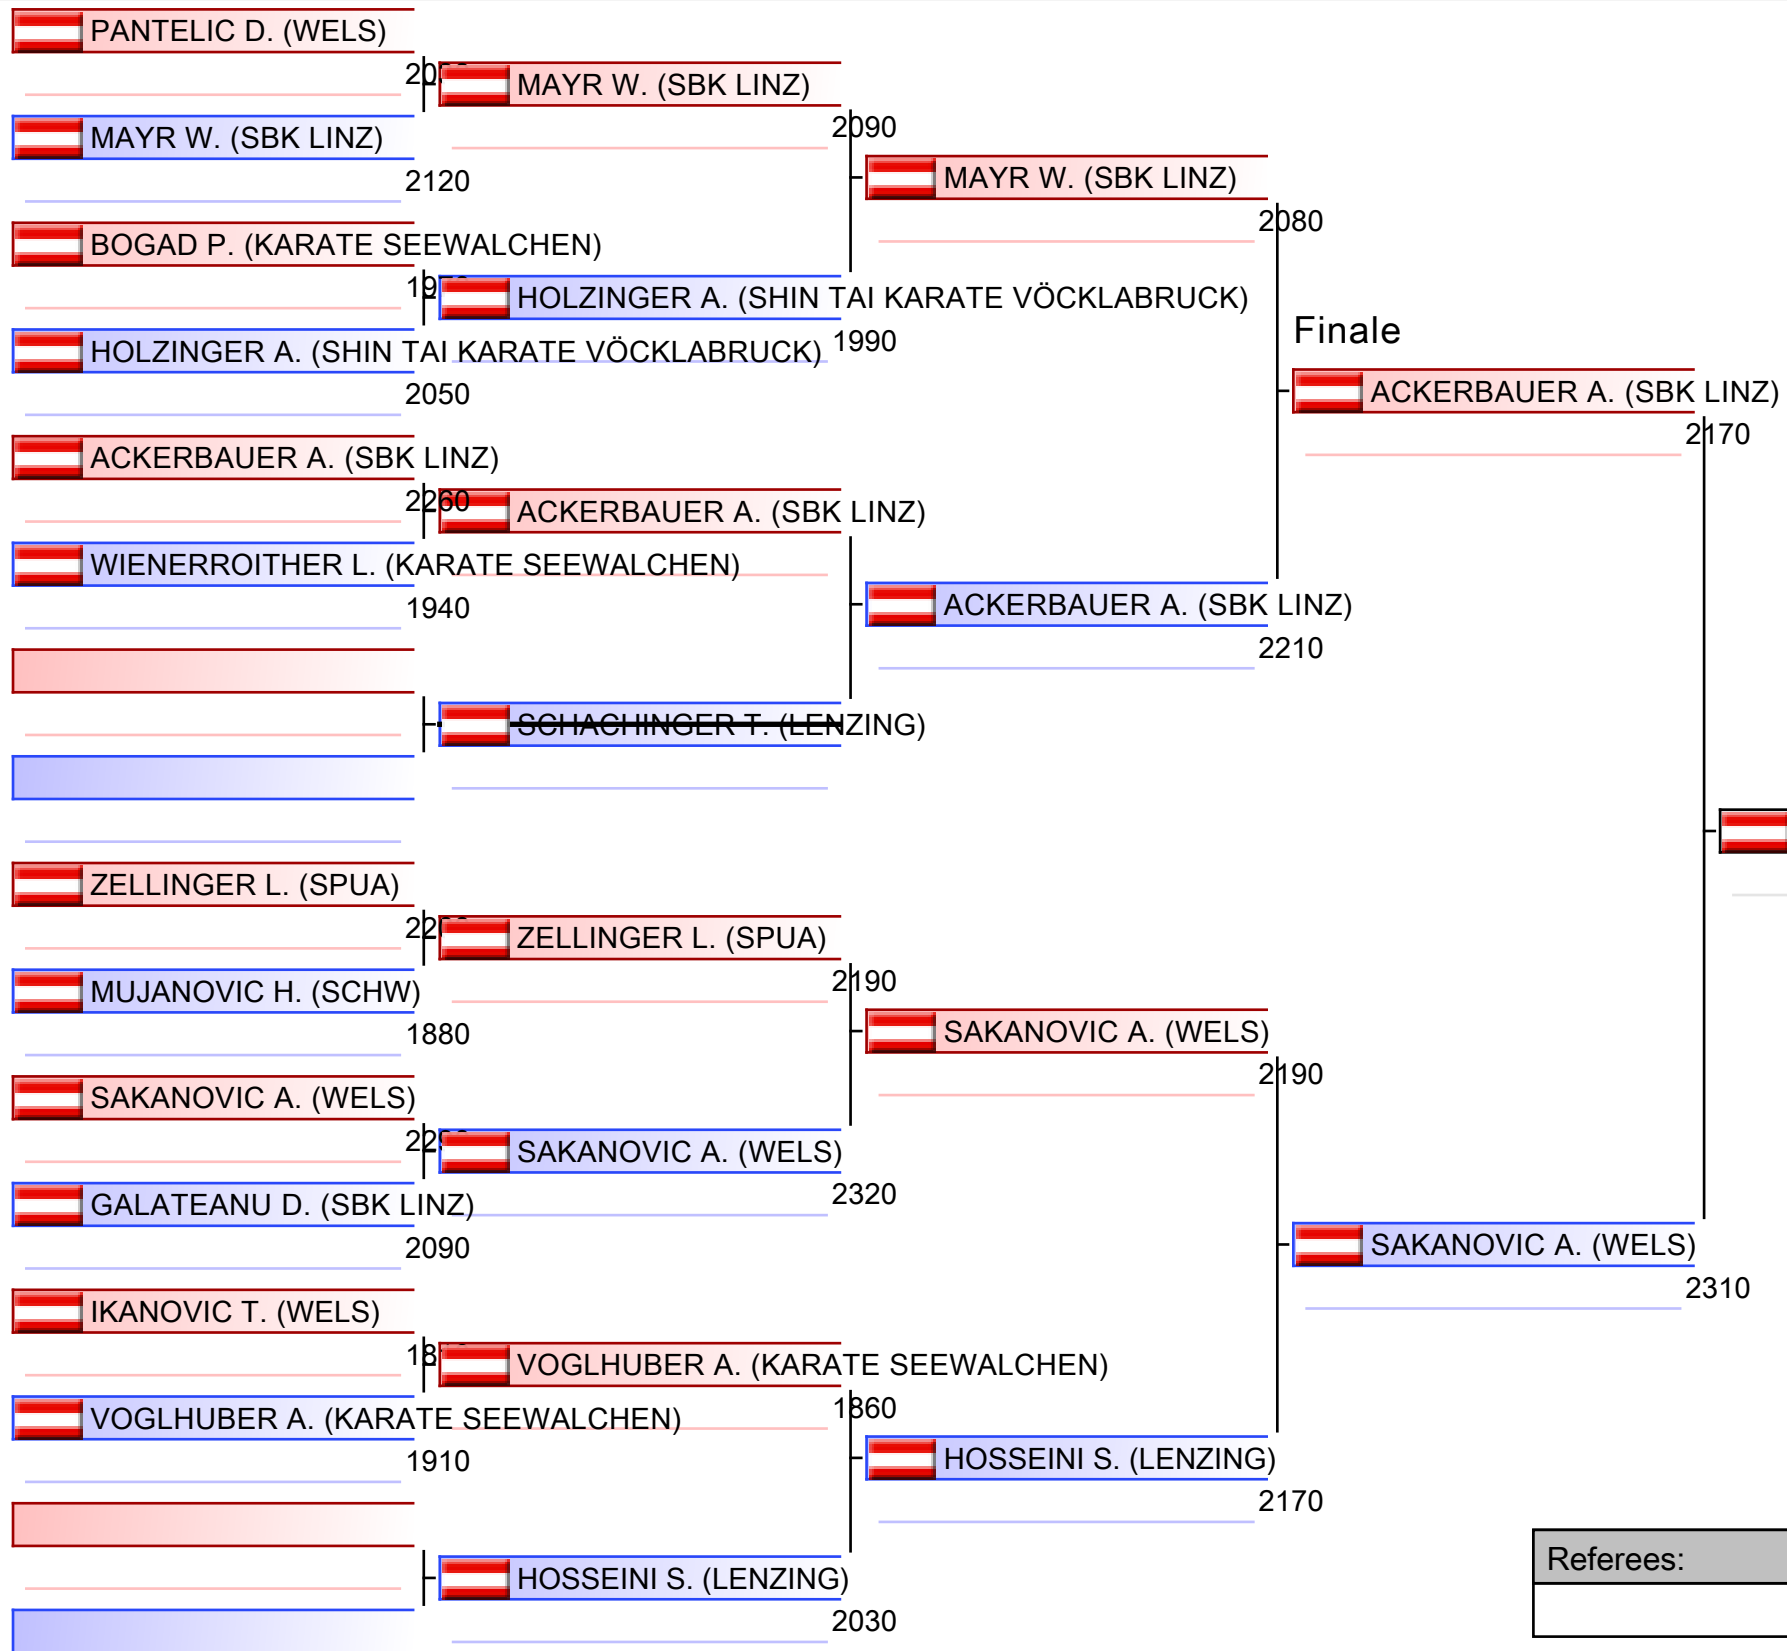 PANTELIC D. (WELS)
MAYR W. (SBK LINZ)
2120
BOGAD P. (KARATE SEEWALCHEN)
HOLZINGER A. (SHIN TAI KARATE VÖCKLABRUCK)
2050
ACKERBAUER A. (SBK LINZ)
2260
WIENERROITHER L. (KARATE SEEWALCHEN)
1940
ZELLINGER L. (SPUA)
MUJANOVIC H. (SCHW)
1880
SAKANOVIC A. (WELS)
GALATEANU D. (SBK LINZ)
2090
IKANOVIC T. (WELS)
VOGLHUBER A. (KARATE SEEWALCHEN)
1910
MAYR W. (SBK LINZ)
2090
HOLZINGER A. (SHIN TAI KARATE VÖCKLABRUCK)
1990
ACKERBAUER A. (SBK LINZ)
SCHACHINGER T. (LENZING)
ZELLINGER L. (SPUA)
2190
SAKANOVIC A. (WELS)
2320
VOGLHUBER A. (KARATE SEEWALCHEN)
1860
HOSSEINI S. (LENZING)
2030
MAYR W. (SBK LINZ)
2080
ACKERBAUER A. (SBK LINZ)
2210
SAKANOVIC A. (WELS)
2190
HOSSEINI S. (LENZING)
2170
Finale
ACKERBAUER A. (SBK LINZ)
2170
SAKANOVIC A. (WELS)
2310
Referees: